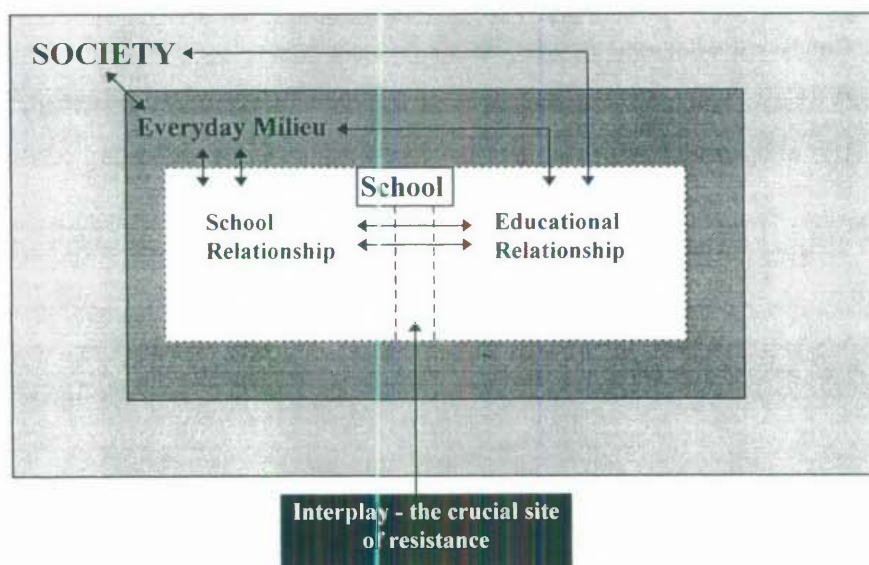 SOCIETY
Everyday Milieu
School
School
Relationship
Educational
Relationship
Interplay - the crucial site
of resistance